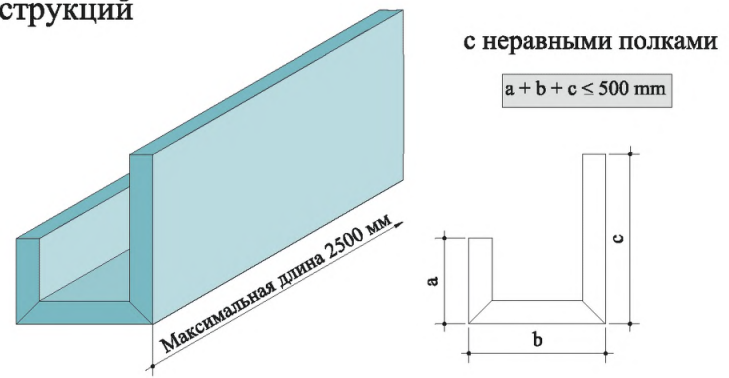 струкций
с неравными полками
a + b + c ≤ 500 mm
Максимальная длина 2500 мм
a
b
c